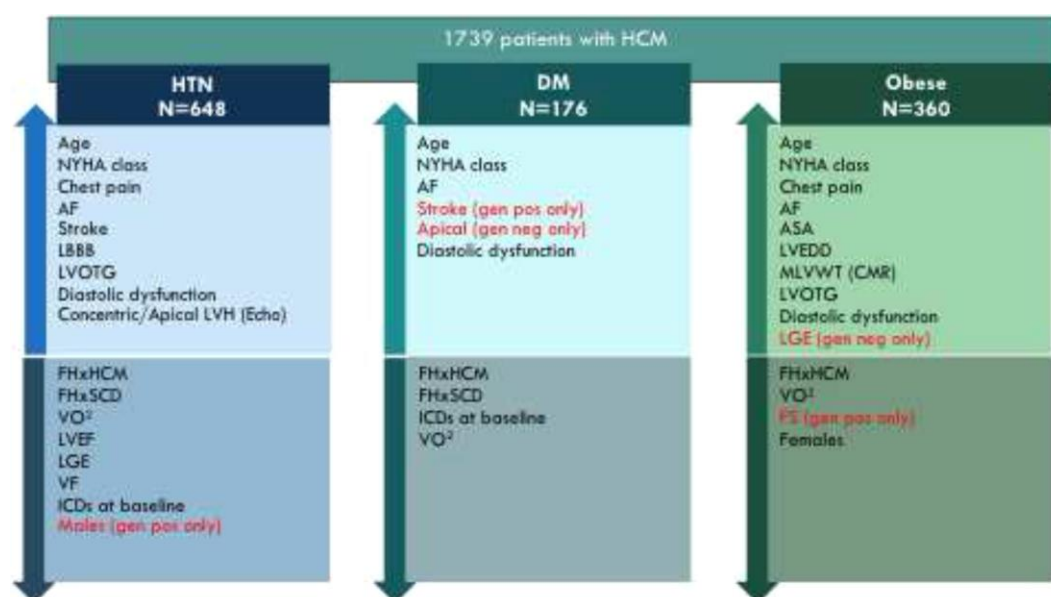 1739 patients with HCM
HTN
N=648
Age
NYHA class
Chest pain
AF
Stroke
LBBB
LVOTG
Diastolic dysfunction
Concentric/Apical LVH (Echo)
FHxHCM
FHxSCD
VO²
LVEF
LGE
VF
ICDs at baseline
Males (gen pos only)
DM
N=176
Age
NYHA class
AF
Stroke (gen pos only)
Apical (gen neg only)
Diastolic dysfunction
FHxHCM
FHxSCD
ICDs at baseline
VO²
Obese
N=360
Age
NYHA class
Chest pain
AF
ASA
LVEDD
MLVWT (CMR)
LVOTG
Diastolic dysfunction
LGE (gen neg only)
FHxHCM
VO²
FS (gen pos only)
Females